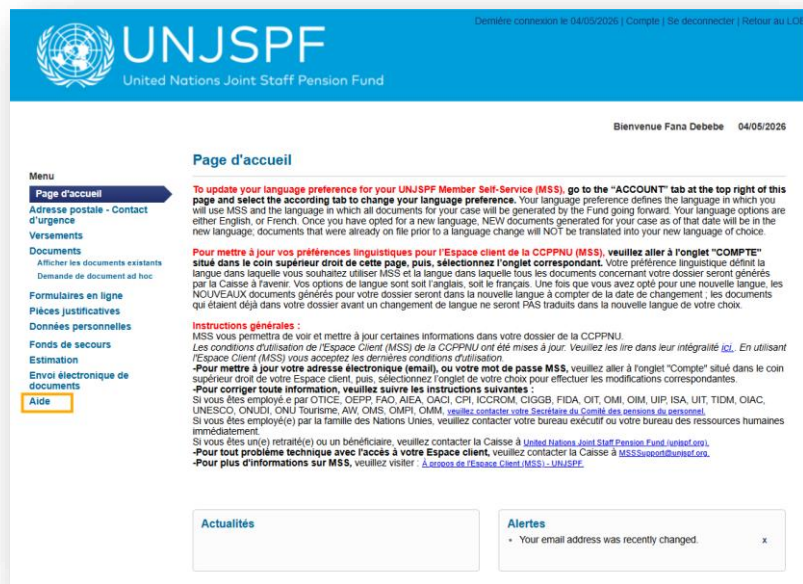 Dernière connexion le 04/05/2026 | Compte | Se deconnecter | Retour au
UNJSPF
United Nations Joint Staff Pension Fund
Bienvenue Fana Debebe 04/05/2026
Menu
Page d'accueil
Adresse postale - Contact
d'urgence
Versements
Documents
Afficher les documents existants
Demande de document ad hoc
Formulaires en ligne
Pièces justificatives
Données personnelles
Fonds de secours
Estimation
Envoi électronique de
documents
Aide
Page d'accueil
To update your language preference for your UNJSPF Member Self-Service (MSS), go to the "ACCOUNT" tab at the top right of this
page and select the according tab to change your language preference. Your language preference defines the language in which you
will use MSS and the language in which all documents for your case will be generated by the Fund going forward. Your language options are
either English, or French. Once you have opted for a new language, NEW documents generated for your case as of that date will be in the
new language; documents that were already on file prior to a language change will NOT be translated into your new language of choice.
Pour mettre à jour vos préférences linguistiques pour l'Espace client de la CCPPNU (MSS), veuillez aller à l'onglet "COMPTE"
situé dans le coin supérieur droit de cette page, puis, sélectionnez l'onglet correspondant. Votre préférence linguistique définit la
langue dans laquelle vous souhaitez utiliser MSS et la langue dans laquelle tous les documents concernant votre dossier seront générés
par la Caisse à l'avenir. Vos options de langue sont soit l'anglais, soit le français. Une fois que vous avez opté pour une nouvelle langue, les
NOUVEAUX documents générés pour votre dossier seront dans la nouvelle langue à compter de la date de changement ; les documents
qui étaient déjà dans votre dossier avant un changement de langue ne seront PAS traduits dans la nouvelle langue de votre choix.
Instructions générales :
MSS vous permettra de voir et mettre à jour certaines informations dans votre dossier de la CCPPNU.
Les conditions d'utilisation de l'Espace Client (MSS) de la CCPPNU ont été mises à jour. Veuillez les lire dans leur intégralité ici,. En utilisant
l'Espace Client (MSS) vous acceptez les dernières conditions d'utilisation.
-Pour mettre à jour votre adresse électronique (email), ou votre mot de passe MSS, veuillez aller à l'onglet "Compte" situé dans le coin
supérieur droit de votre Espace client, puis, sélectionnez l'onglet de votre choix pour effectuer les modifications correspondantes.
-Pour corriger toute information, veuillez suivre les instructions suivantes :
Si vous êtes employé.e par OTICE, OEPP, FAO, AIEA, OACI, CPI, ICCROM, CIGGB, FIDA, OIT, OMI, OIM, UIP, ISA, UIT, TIDM, OIAC,
UNESCO, ONUDI, ONU Tourisme, AW, OMS, OMPI, OMM, veuillez contacter votre Secrétaire du Comité des pensions du personnel.
Si vous êtes employé(e) par la famille des Nations Unies, veuillez contacter votre bureau exécutif ou votre bureau des ressources humaines
immédiatement.
Si vous êtes un(e) retraité(e) ou un bénéficiaire, veuillez contacter la Caisse à United Nations Joint Staff Pension Fund (unjspf.org).
-Pour tout problème technique avec l'accès à votre Espace client, veuillez contacter la Caisse à MSSSupport@unjspf.org.
-Pour plus d'informations sur MSS, veuillez visiter : À propos de l'Espace Client (MSS) - UNJSPF
Actualités
Alertes
Your email address was recently changed. x